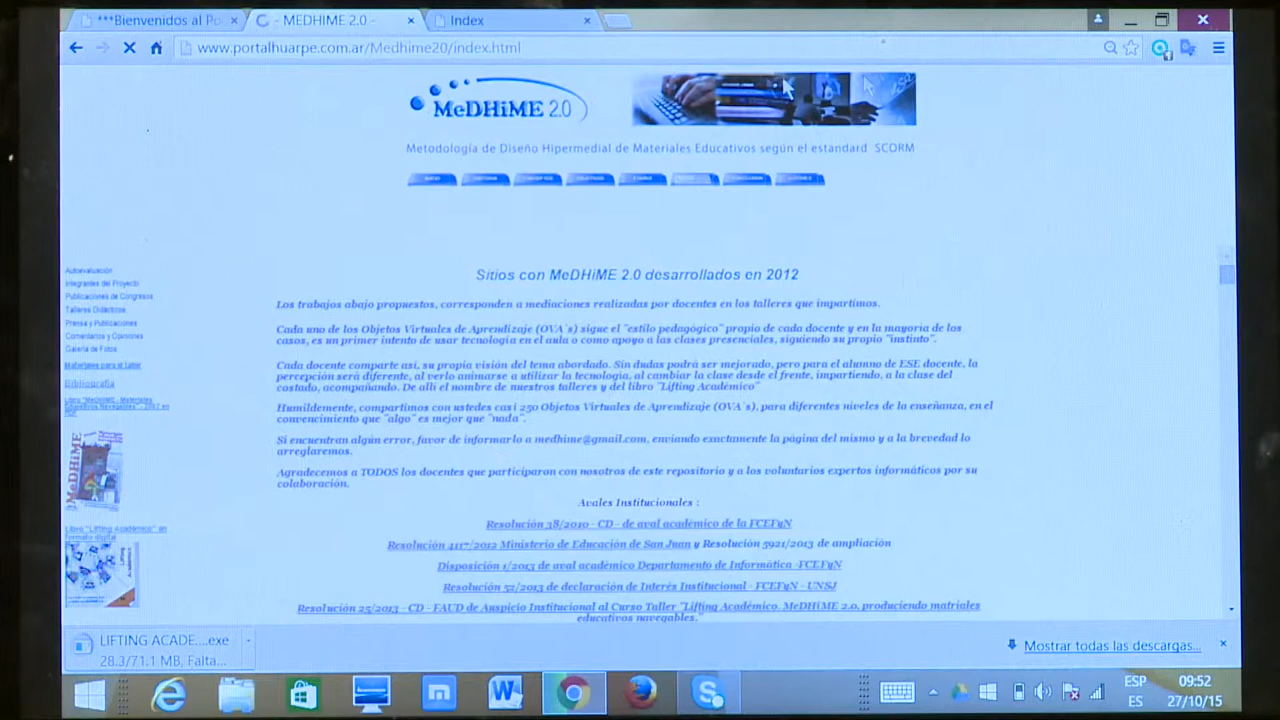 ***Bienvenidos al Po
- MEDHIME 2.0 -
Index
www.portalhuarpe.com.ar/Medhime20/index.html
MeDHiME 2.0
Metodología de Diseño Hipermedial de Materiales Educativos según el estandard SCORM
INICIO
Sitios con MeDHiME 2.0 desarrollados en 2012
Autoevaluación
Integrantes del Proyecto
Publicaciones de Congresos
Talleres Didácticos
Prensa y Publicaciones
Comentarios y Opiniones
Galería de Fotos
Materiales para el taller
Bibliografía
Libro "MeDHiME - Materiales
Educativos Navegables" - 2007 en
PDF
MeDHiME
Libro "Lifting Académico" en
formato digital
Los trabajos abajo propuestos, corresponden a mediaciones realizadas por docentes en los talleres que impartimos.
Cada uno de los Objetos Virtuales de Aprendizaje (OVA´s) sigue el "estilo pedagógico" propio de cada docente y en la mayoría de los
casos, es un primer intento de usar tecnología en el aula o como apoyo a las clases presenciales, siguiendo su propio "instinto".
Cada docente comparte así, su propia visión del tema abordado. Sin dudas podrá ser mejorado, pero para el alumno de ESE docente, la
percepción será diferente, al verlo animarse a utilizar la tecnología, al cambiar la clase desde el frente, impartiendo, a la clase del
costado, acompañando. De allí el nombre de nuestros talleres y del libro "Lifting Académico"
Humildemente, compartimos con ustedes casi 250 Objetos Virtuales de Aprendizaje (OVA´s), para diferentes niveles de la enseñanza, en el
convencimiento que "algo" es mejor que "nada".
Si encuentran algún error, favor de informarlo a medhime@gmail.com, enviando exactamente la página del mismo y a la brevedad lo
arreglaremos.
Agradecemos a TODOS los docentes que participaron con nosotros de este repositorio y a los voluntarios expertos informáticos por su
colaboración.
Avales Institucionales :
Resolución 38/2010 - CD - de aval académico de la FCEFyN
Resolución 4117/2012 Ministerio de Educación de San Juan y Resolución 5921/2013 de ampliación
Disposición 1/2013 de aval académico Departamento de Informática -FCEFyN
Resolución 52/2013 de declaración de Interés Institucional - FCEFyN - UNSJ
Resolución 25/2013 - CD - FAUD de Auspicio Institucional al Curso Taller "Lifting Académico. MeDHiME 2.0, produciendo matriales
educativos navegables."
LIFTING ACADE....exe
28.3/71.1 MB, Falta...
Mostrar todas las descargas...
ESP
ES
09:52
27/10/15